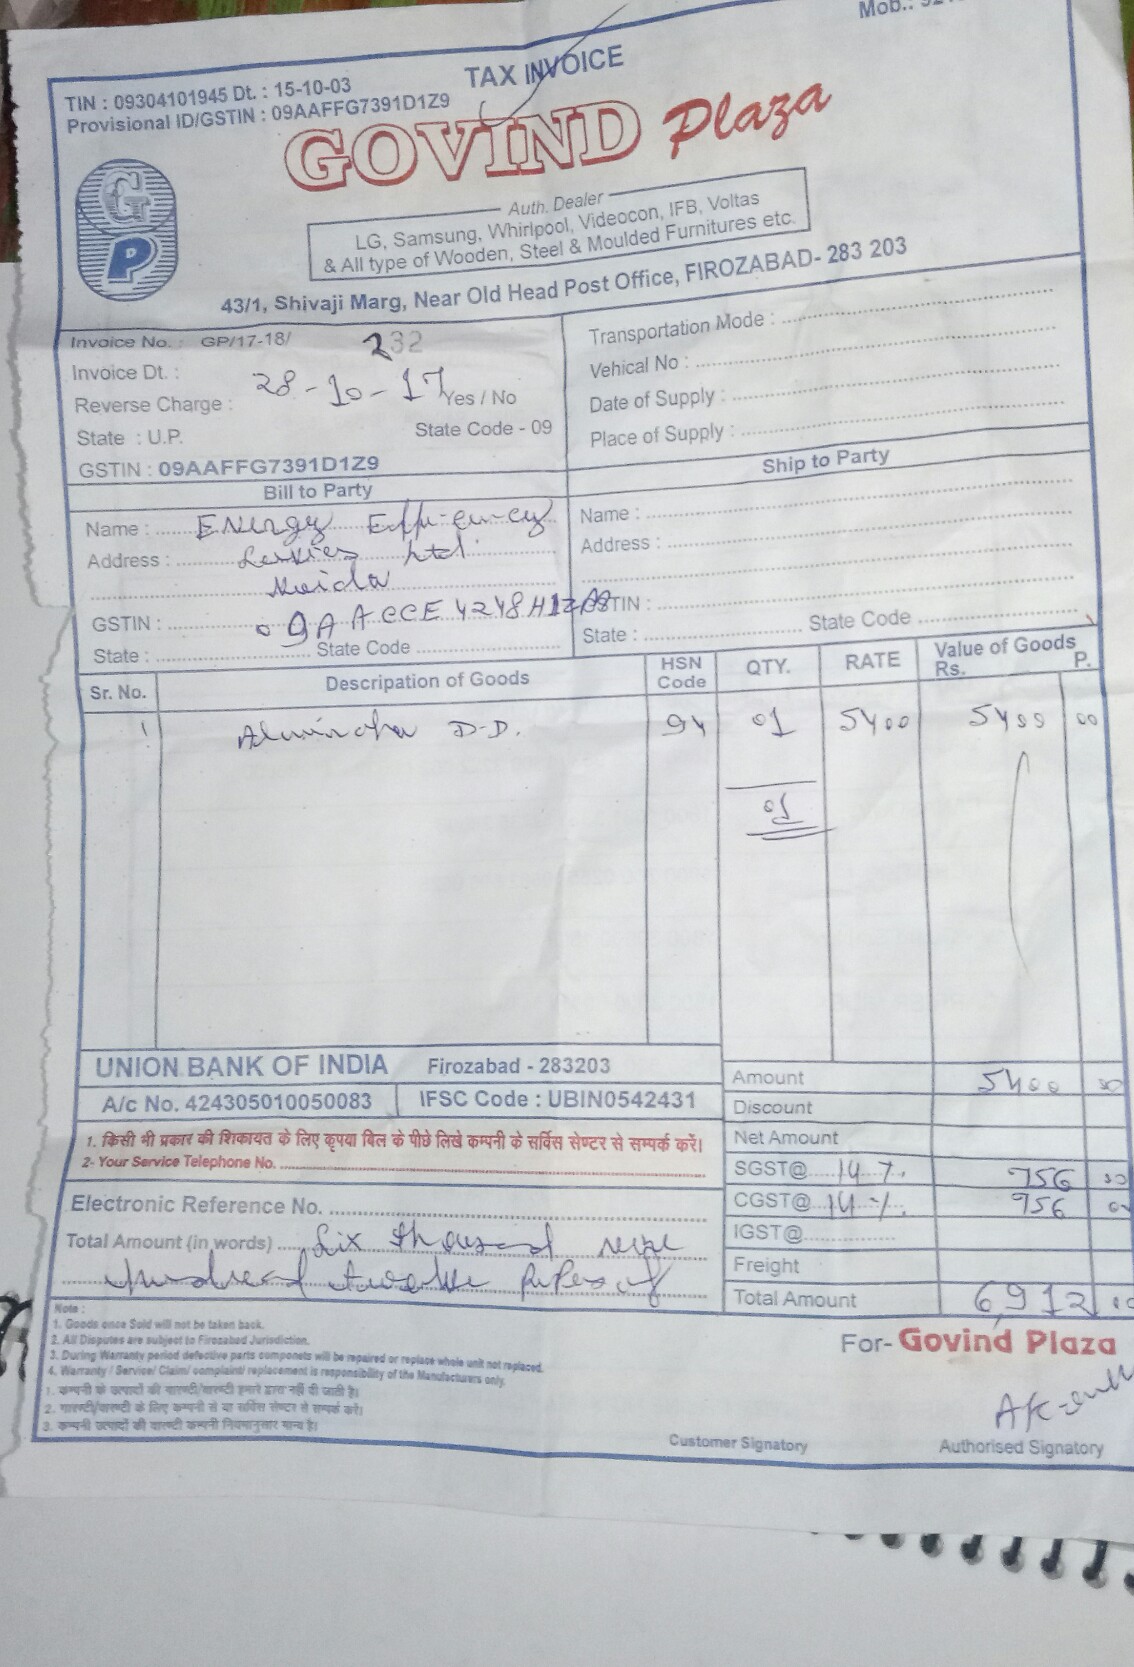 Mob.:
TAX INVOICE
TIN : 09304101945 Dt. : 15-10-03
Provisional ID/GSTIN : 09AAFFG7391D1Z9
GOVIND Plaza
GP
Auth. Dealer
LG, Samsung, Whirlpool, Videocon, IFB, Voltas
& All type of Wooden, Steel & Moulded Furnitures etc.
43/1, Shivaji Marg, Near Old Head Post Office, FIROZABAD- 283 203
Invoice No. : GP/17-18/ 232
Invoice Dt. : 28-10-17
Reverse Charge : Yes / No
State : U.P. State Code - 09
GSTIN : 09AAFFG7391D1Z9
Transportation Mode :
Vehical No :
Date of Supply :
Place of Supply :
Bill to Party
Name : Energy Efficiency
Address : Services Ltd.
Noida
GSTIN : 09AACCE4248H1Z
State : State Code
Ship to Party
Name :
Address :
GSTIN :
State : State Code
Sr. No. Descripation of Goods HSN Code QTY. RATE Value of Goods Rs. P.
1 Almirah D-D. 94 01 5400 5400 00
01
UNION BANK OF INDIA Firozabad - 283203
A/c No. 424305010050083 IFSC Code : UBIN0542431
1. किसी भी प्रकार की शिकायत के लिए कृपया बिल के पीछे लिखे कम्पनी के सर्विस सेण्टर से सम्पर्क करें।
2- Your Service Telephone No.
Electronic Reference No.
Total Amount (in words) Six thousand nine
hundred twelve Rupees
Amount 5400 00
Discount
Net Amount
SGST@ 14 % 756 00
CGST@ 14 % 756 00
IGST@
Freight
Total Amount 6,912 00
Note :
1. Goods once Sold will not be taken back.
2. All Disputes are subject to Firozabad Jurisdiction.
3. During Warranty period defective parts componets will be repaired or replace whole unit not replaced.
4. Warranty / Service/ Claim/ complaint/ replacement is responsibility of the Manufacturers only.
1. कम्पनी के उत्पादों की गारण्टी/वारण्टी हमारे द्वारा नहीं दी जाती है।
2. गारण्टी/वारण्टी के लिए कम्पनी से या सर्विस सेण्टर से सम्पर्क करें।
3. कम्पनी उत्पादों की वारण्टी कम्पनी नियमानुसार मान्य है।
For- Govind Plaza
Customer Signatory
Authorised Signatory